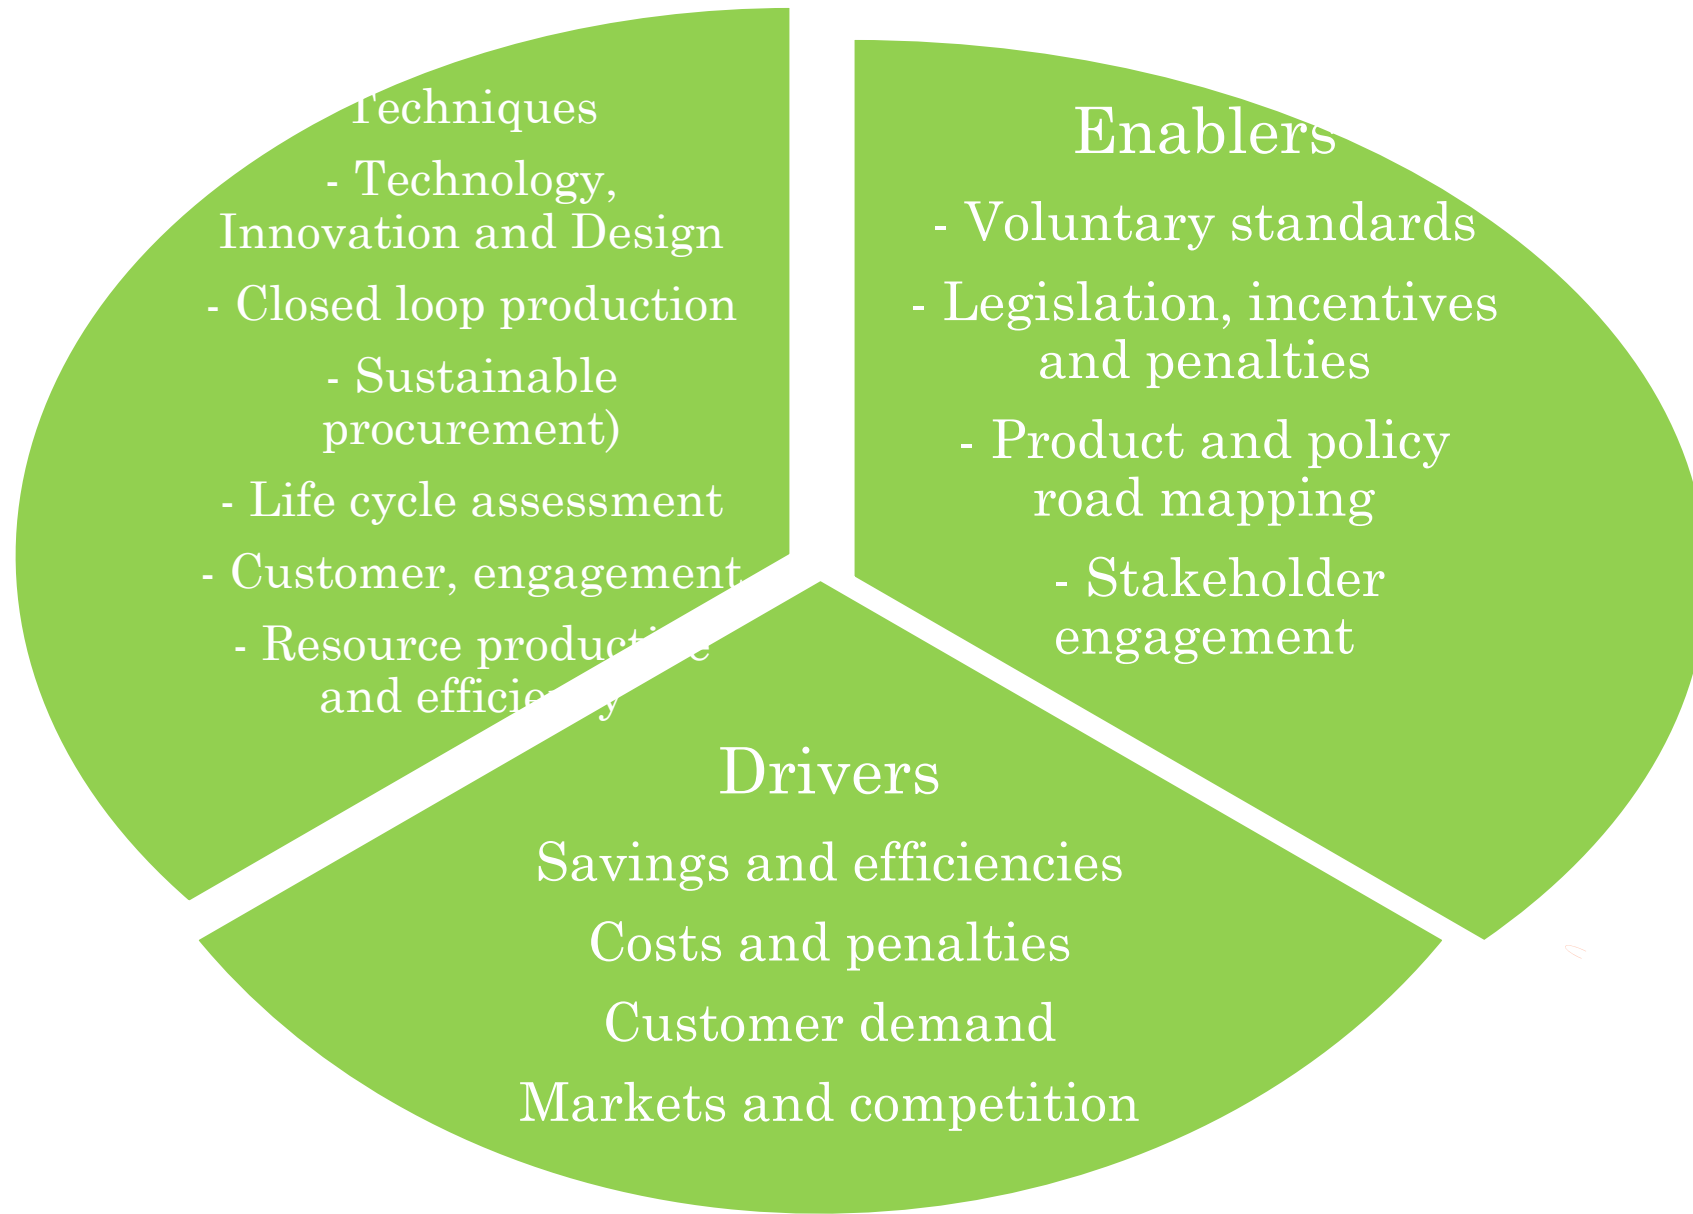 Techniques
- Technology,
Innovation and Design
- Closed loop production
- Sustainable
procurement)
- Life cycle assessment
- Customer, engagement
- Resource productive
and efficiency
Enablers
- Voluntary standards
- Legislation, incentives
and penalties
- Product and policy
road mapping
- Stakeholder
engagement
Drivers
Savings and efficiencies
Costs and penalties
Customer demand
Markets and competition